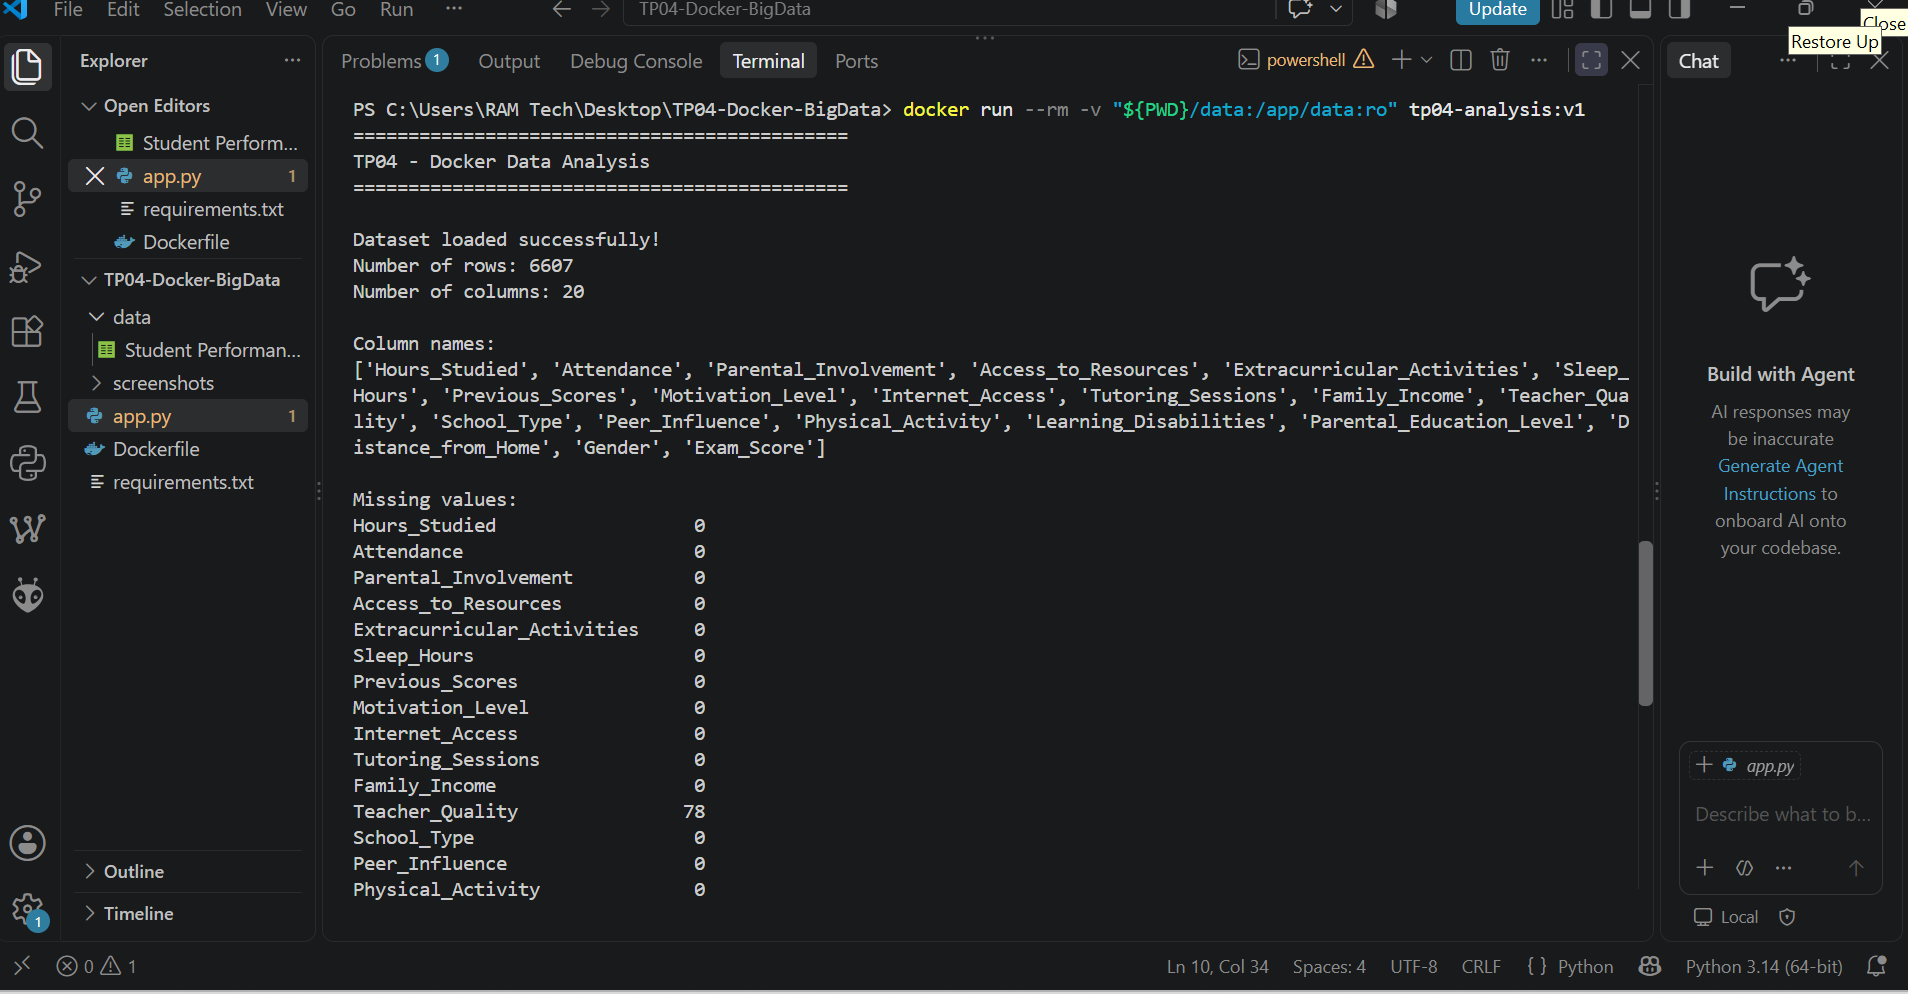 File Edit Selection View Go Run ··· TP04-Docker-BigData Update
Close
Restore Up
Explorer ···
Open Editors
Student Perform...
app.py 1
requirements.txt
Dockerfile
TP04-Docker-BigData
data
Student Performan...
screenshots
app.py 1
Dockerfile
requirements.txt
Outline
Timeline
1
Problems 1 Output Debug Console Terminal Ports powershell ···
PS C:\Users\RAM Tech\Desktop\TP04-Docker-BigData> docker run --rm -v "${PWD}/data:/app/data:ro" tp04-analysis:v1
=============================================
TP04 - Docker Data Analysis
=============================================
Dataset loaded successfully!
Number of rows: 6607
Number of columns: 20
Column names:
['Hours_Studied', 'Attendance', 'Parental_Involvement', 'Access_to_Resources', 'Extracurricular_Activities', 'Sleep_
Hours', 'Previous_Scores', 'Motivation_Level', 'Internet_Access', 'Tutoring_Sessions', 'Family_Income', 'Teacher_Qua
lity', 'School_Type', 'Peer_Influence', 'Physical_Activity', 'Learning_Disabilities', 'Parental_Education_Level', 'D
istance_from_Home', 'Gender', 'Exam_Score']
Missing values:
Hours_Studied 0
Attendance 0
Parental_Involvement 0
Access_to_Resources 0
Extracurricular_Activities 0
Sleep_Hours 0
Previous_Scores 0
Motivation_Level 0
Internet_Access 0
Tutoring_Sessions 0
Family_Income 0
Teacher_Quality 78
School_Type 0
Peer_Influence 0
Physical_Activity 0
Chat ···
Build with Agent
AI responses may
be inaccurate
Generate Agent
Instructions to
onboard AI onto
your codebase.
app.py
Describe what to b...
···
Local
0 1 Ln 10, Col 34 Spaces: 4 UTF-8 CRLF { } Python Python 3.14 (64-bit)